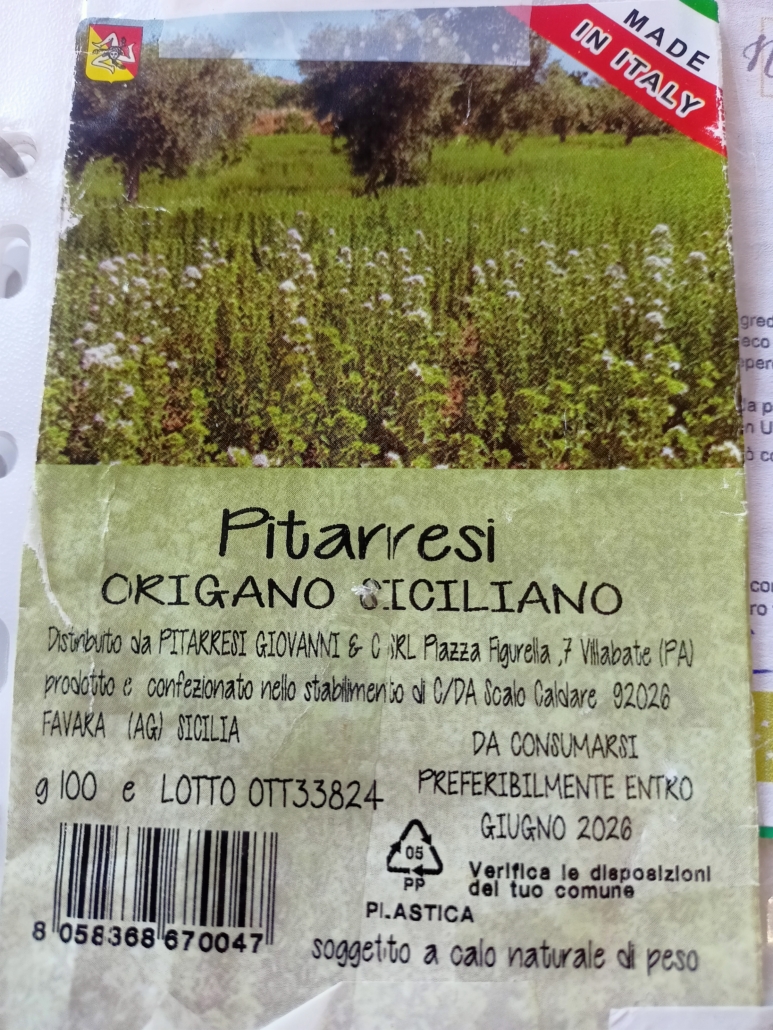 MADE
IN ITALY
Pitarresi
ORIGANO SICILIANO
Distribuito da PITARRESI GIOVANNI & C SRL Piazza Figurella ,7 Villabate (PA)
prodotto e confezionato nello stabilimento di C/DA Scalo Caldare 92026
FAVARA (AG) SICILIA
DA CONSUMARSI
PREFERIBILMENTE ENTRO
GIUGNO 2026
g 100 e LOTTO OTT33824
05
PP
Verifica le disposizioni
del tuo comune
PLASTICA
8 058368 670047
soggetto a calo naturale di peso